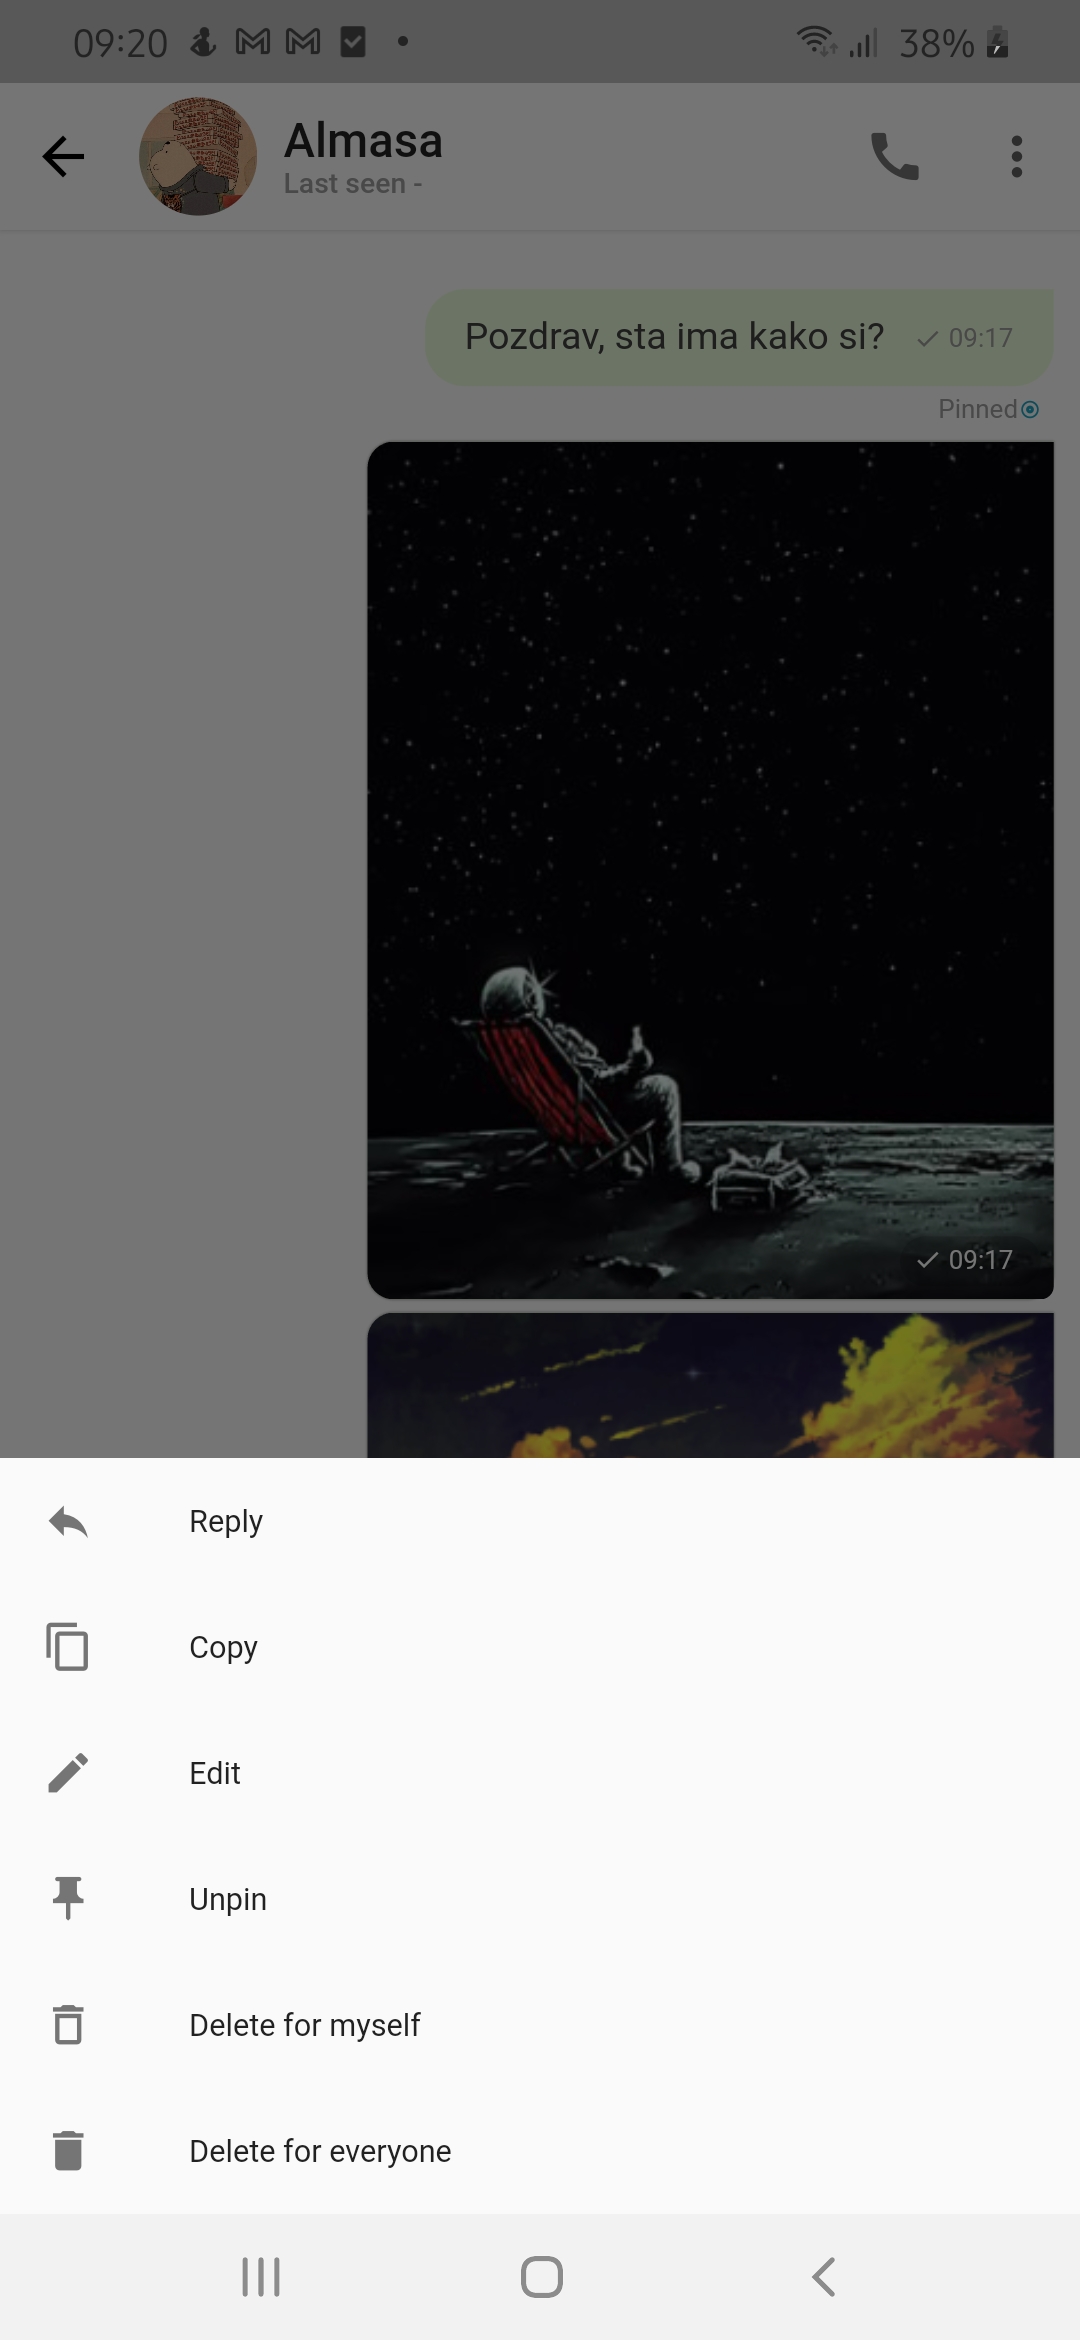 09:20 38%
Almasa
Last seen -
Pozdrav, sta ima kako si? 09:17
Pinned
09:17
Reply
Copy
Edit
Unpin
Delete for myself
Delete for everyone